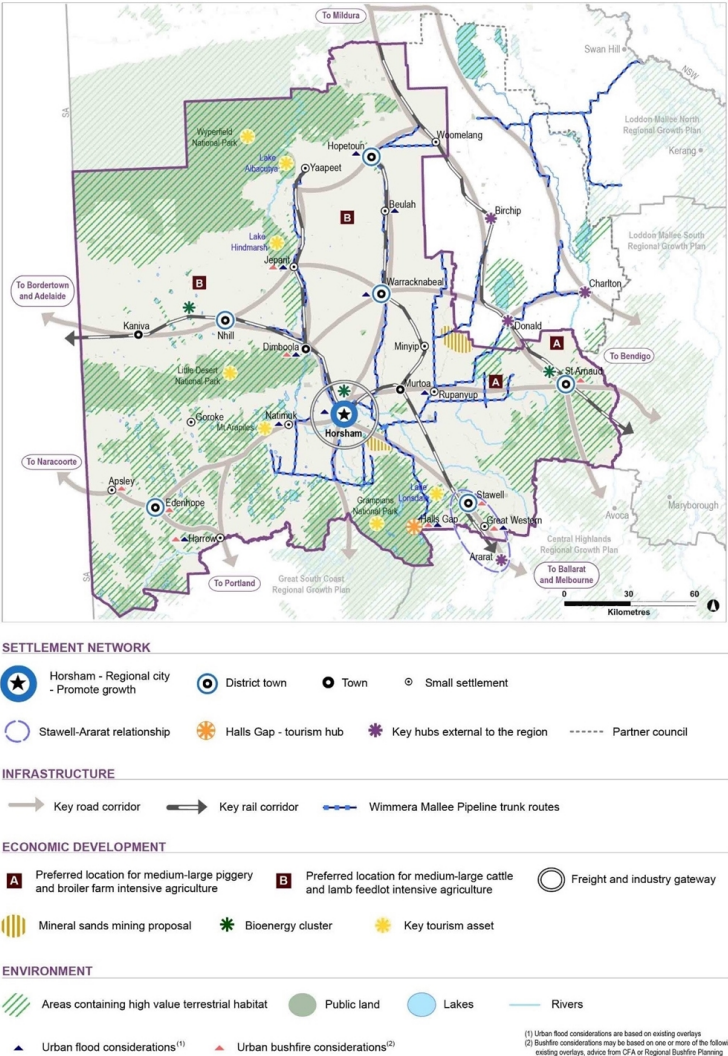 To Mildura
Swan Hill
NSW
SA
Loddon Mallee North
Regional Growth Plan
Kerang
Wyperfield
National Park
Hopetoun
Woomelang
Lake
Albacutya
Yaapeet
B
Beulah
Birchip
Loddon Mallee South
Regional Growth Plan
Lake
Hindmarsh
Jeparit
To Bordertown
and Adelaide
B
Warracknabeal
Charlton
Kaniva
Nhill
Donald
Dimboola
Minyip
A
To Bendigo
Little Desert
National Park
St Arnaud
Murtoa
A
Rupanyup
Goroke
Natimuk
Mt Arapiles
Horsham
To Naracoorte
Apsley
Edenhope
Lake
Lonsdale
Stawell
Grampians
National Park
Halls Gap
Great Western
Avoca
Maryborough
Harrow
Central Highlands
Regional Growth Plan
Ararat
SA
To Portland
Great South Coast
Regional Growth Plan
To Ballarat
and Melbourne
0 30 60
Kilometres
SETTLEMENT NETWORK
Horsham - Regional city
- Promote growth
District town
Town
Small settlement
Stawell-Ararat relationship
Halls Gap - tourism hub
Key hubs external to the region
Partner council
INFRASTRUCTURE
Key road corridor
Key rail corridor
Wimmera Mallee Pipeline trunk routes
ECONOMIC DEVELOPMENT
A
Preferred location for medium-large piggery
and broiler farm intensive agriculture
B
Preferred location for medium-large cattle
and lamb feedlot intensive agriculture
Freight and industry gateway
Mineral sands mining proposal
Bioenergy cluster
Key tourism asset
ENVIRONMENT
Areas containing high value terrestrial habitat
Public land
Lakes
Rivers
Urban flood considerations(1)
Urban bushfire considerations(2)
(1) Urban flood considerations are based on existing overlays
(2) Bushfire considerations may be based on one or more of the follow
existing overlays, advice from CFA or Regional Bushfire Planning